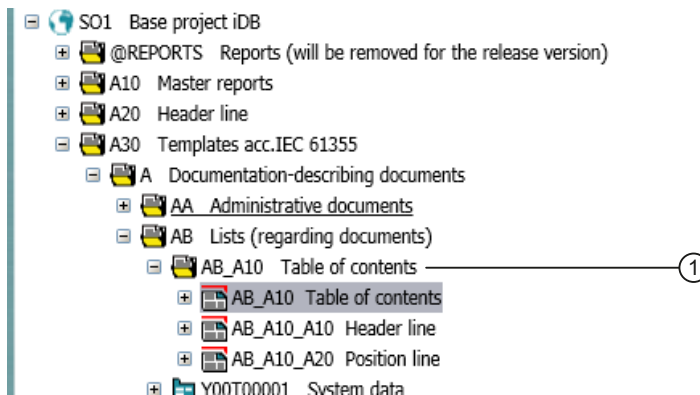 SO1 Base project iDB
@REPORTS Reports (will be removed for the release version)
A10 Master reports
A20 Header line
A30 Templates acc.IEC 61355
A Documentation-describing documents
AA Administrative documents
AB Lists (regarding documents)
AB_A10 Table of contents 1
AB_A10 Table of contents
AB_A10_A10 Header line
AB_A10_A20 Position line
Y00T00001 System data